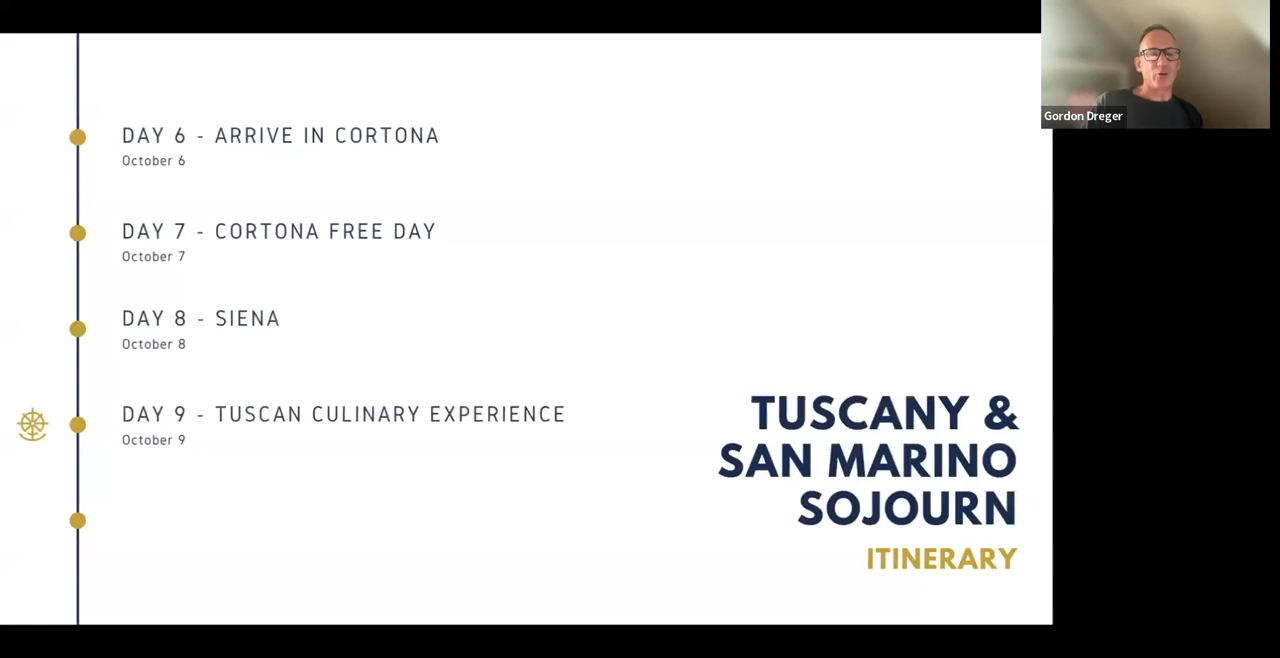 Gordon Dreger
DAY 6 - ARRIVE IN CORTONA
October 6
DAY 7 - CORTONA FREE DAY
October 7
DAY 8 - SIENA
October 8
DAY 9 - TUSCAN CULINARY EXPERIENCE
October 9
TUSCANY &
SAN MARINO
SOJOURN
ITINERARY